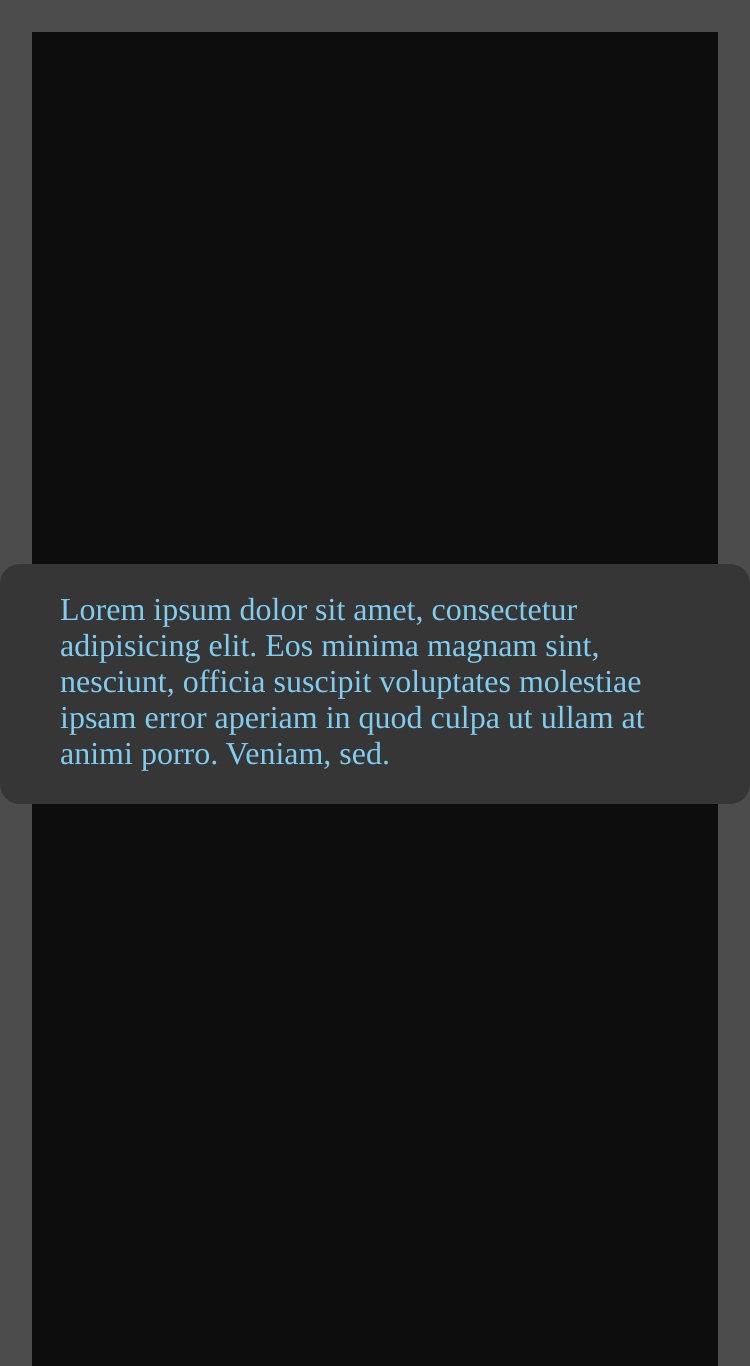 Lorem ipsum dolor sit amet, consectetur
adipisicing elit. Eos minima magnam sint,
nesciunt, officia suscipit voluptates molestiae
ipsam error aperiam in quod culpa ut ullam at
animi porro. Veniam, sed.